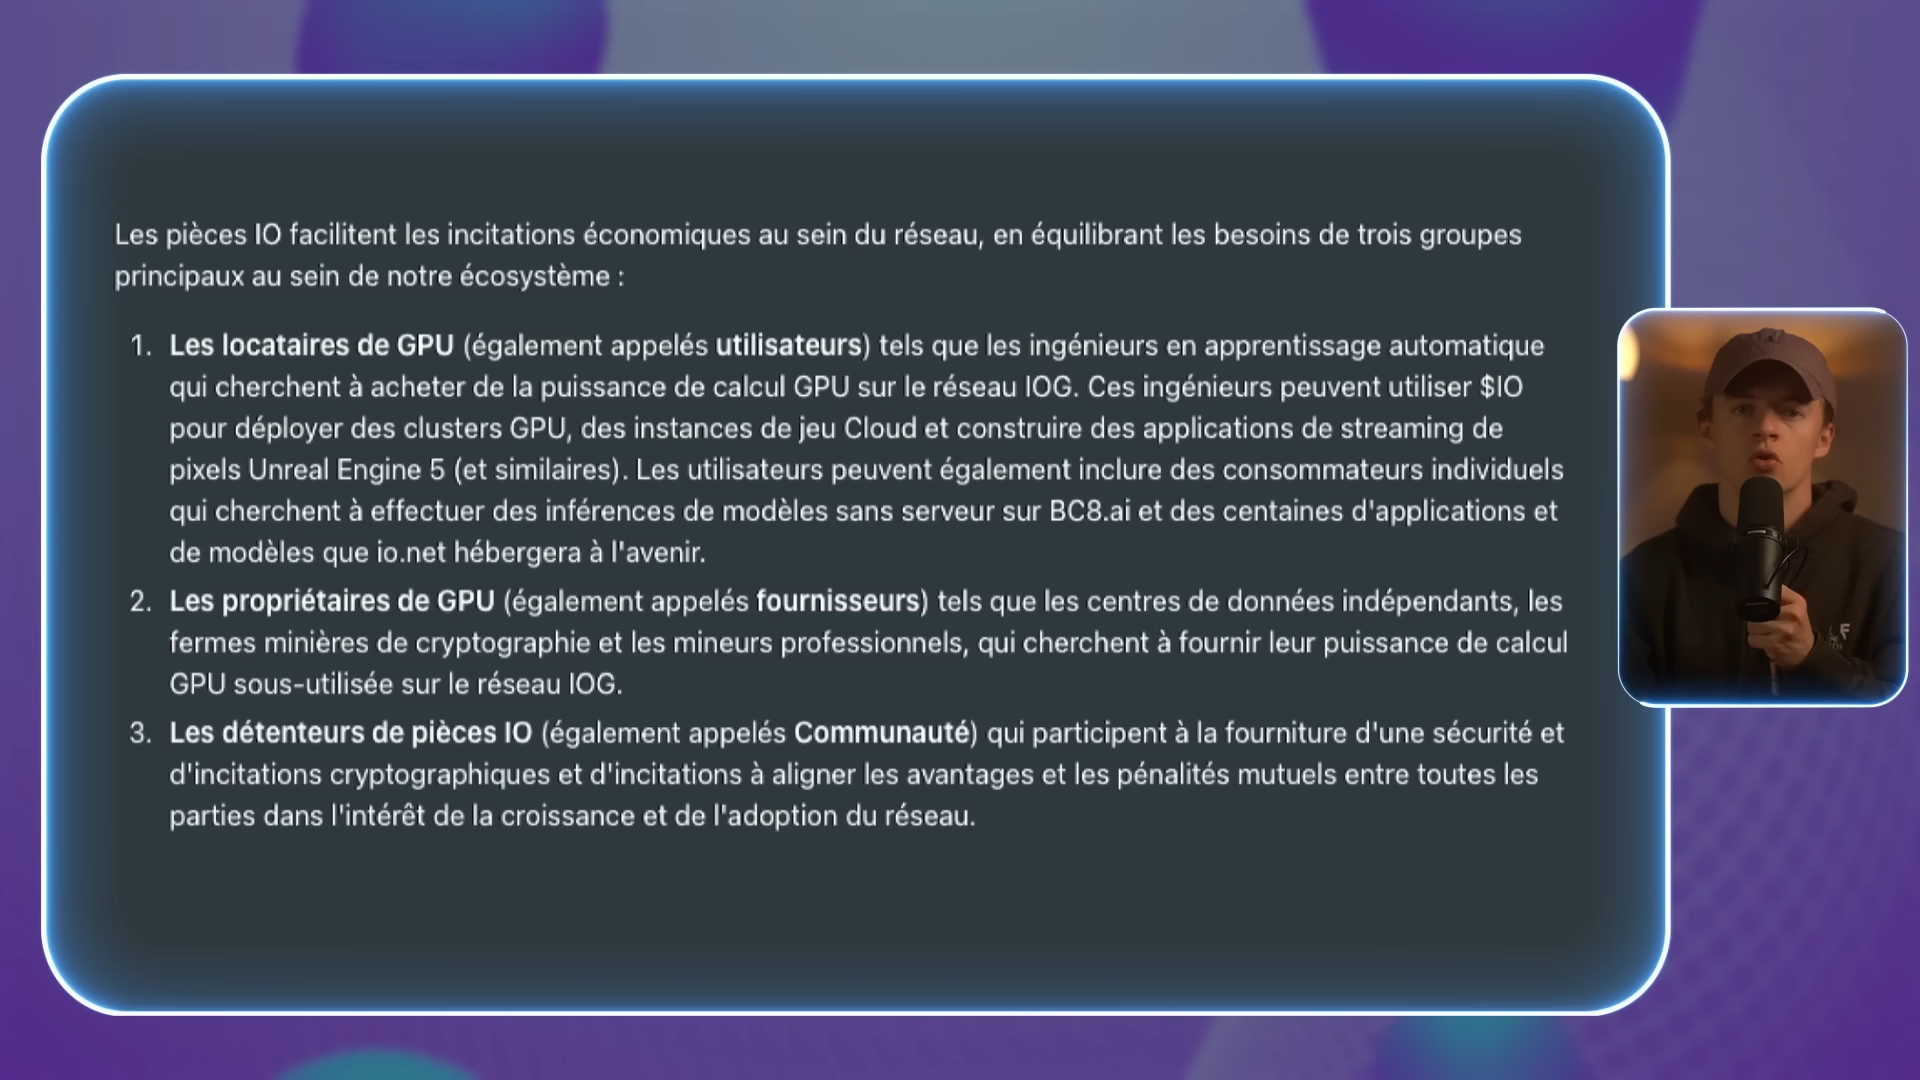 Les pièces IO facilitent les incitations économiques au sein du réseau, en équilibrant les besoins de trois groupes
principaux au sein de notre écosystème :
1. Les locataires de GPU (également appelés utilisateurs) tels que les ingénieurs en apprentissage automatique
qui cherchent à acheter de la puissance de calcul GPU sur le réseau IOG. Ces ingénieurs peuvent utiliser $IO
pour déployer des clusters GPU, des instances de jeu Cloud et construire des applications de streaming de
pixels Unreal Engine 5 (et similaires). Les utilisateurs peuvent également inclure des consommateurs individuels
qui cherchent à effectuer des inférences de modèles sans serveur sur BC8.ai et des centaines d'applications et
de modèles que io.net hébergera à l'avenir.
2. Les propriétaires de GPU (également appelés fournisseurs) tels que les centres de données indépendants, les
fermes minières de cryptographie et les mineurs professionnels, qui cherchent à fournir leur puissance de calcul
GPU sous-utilisée sur le réseau IOG.
3. Les détenteurs de pièces IO (également appelés Communauté) qui participent à la fourniture d'une sécurité et
d'incitations cryptographiques et d'incitations à aligner les avantages et les pénalités mutuels entre toutes les
parties dans l'intérêt de la croissance et de l'adoption du réseau.